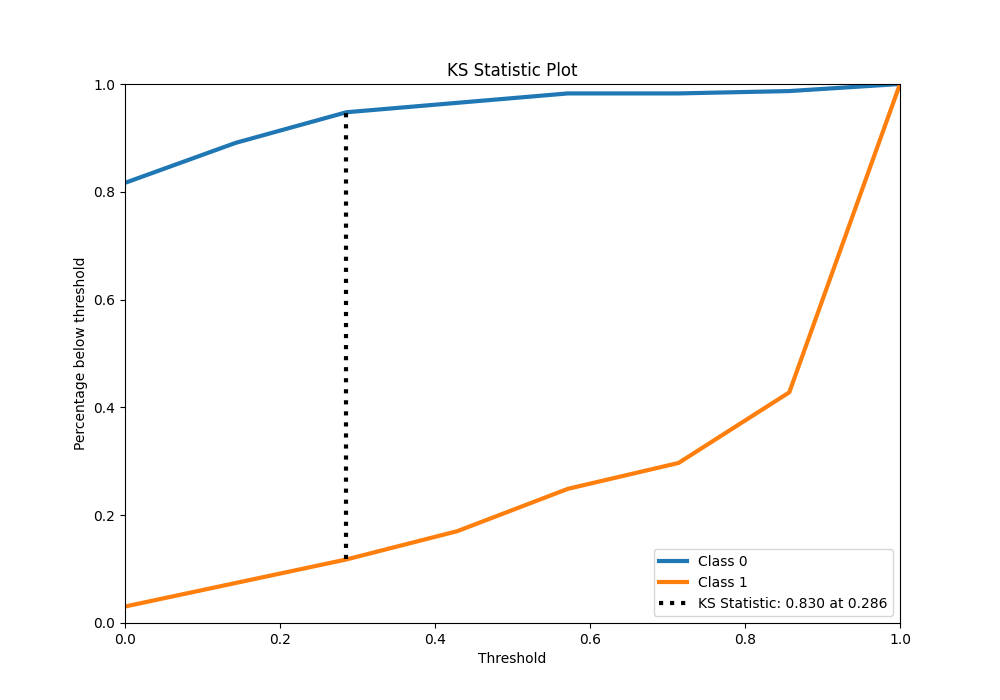 KS Statistic Plot
1.0
0.8
0.6
0.4
0.2
0.0
Percentage below threshold
0.0 0.2 0.4 0.6 0.8 1.0
Threshold
Class 0
Class 1
KS Statistic: 0.830 at 0.286